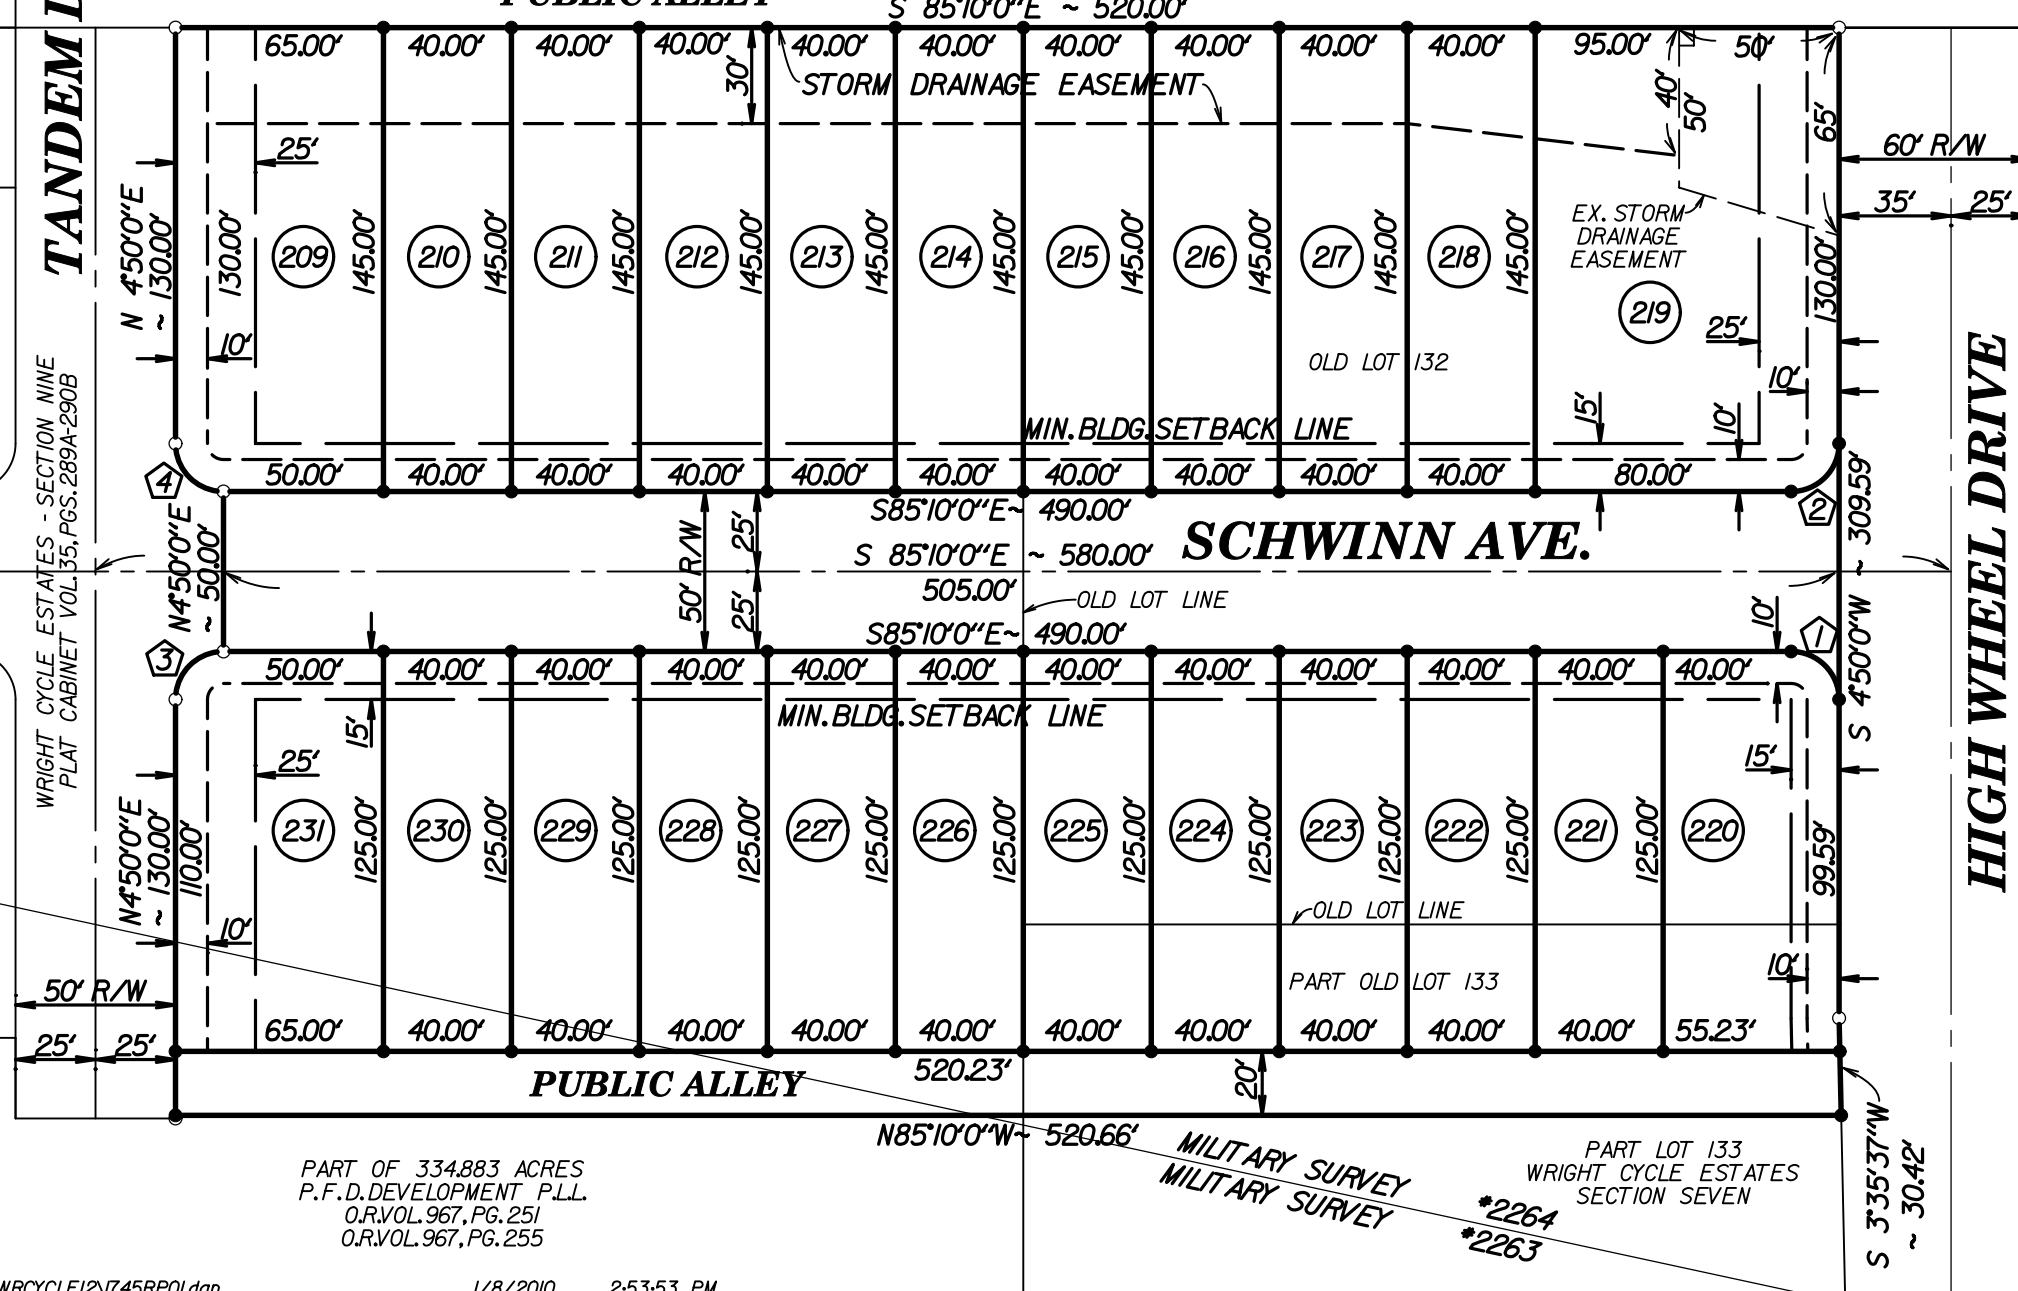 PUBLIC ALLEY
S 85°10'0"E ~ 520.00'
TANDEM L
65.00' 40.00' 40.00' 40.00' 40.00' 40.00' 40.00' 40.00' 40.00' 40.00' 95.00' 50'
30'
STORM DRAINAGE EASEMENT
40'
50'
65'
60' R/W
35' 25'
25'
N 4°50'0"E
~ 130.00'
130.00'
209 210 211 212 213 214 215 216 217 218
145.00' 145.00' 145.00' 145.00' 145.00' 145.00' 145.00' 145.00' 145.00' 145.00'
EX. STORM
DRAINAGE
EASEMENT
219
130.00'
25'
10'
10'
OLD LOT 132
15'
10'
MIN. BLDG. SETBACK LINE
50.00' 40.00' 40.00' 40.00' 40.00' 40.00' 40.00' 40.00' 40.00' 40.00' 80.00'
4
2
WRIGHT CYCLE ESTATES - SECTION NINE
PLAT CABINET VOL. 35, PGS. 289A-290B
N4°50'0"E
~ 50.00'
S85°10'0"E~ 490.00'
SCHWINN AVE.
S 85°10'0"E ~ 580.00'
505.00'
50' R/W
25'
25'
OLD LOT LINE
S85°10'0"E~ 490.00'
10'
1
3
S 4°50'0"W ~ 309.59'
HIGH WHEEL DRIVE
50.00' 40.00' 40.00' 40.00' 40.00' 40.00' 40.00' 40.00' 40.00' 40.00' 40.00' 40.00'
MIN. BLDG. SETBACK LINE
15'
25'
15'
N4°50'0"E
~ 130.00'
110.00'
231 230 229 228 227 226 225 224 223 222 221 220
125.00' 125.00' 125.00' 125.00' 125.00' 125.00' 125.00' 125.00' 125.00' 125.00' 125.00'
99.59'
OLD LOT LINE
10'
PART OLD LOT 133
10'
50' R/W
25' 25'
65.00' 40.00' 40.00' 40.00' 40.00' 40.00' 40.00' 40.00' 40.00' 40.00' 40.00' 55.23'
520.23'
PUBLIC ALLEY
20'
N85°10'0"W~ 520.66'
S 3°35'37"W
~ 30.42'
MILITARY SURVEY *2264
MILITARY SURVEY *2263
PART LOT 133
WRIGHT CYCLE ESTATES
SECTION SEVEN
PART OF 334.883 ACRES
P.F.D. DEVELOPMENT P.L.L.
O.R.VOL. 967, PG. 251
O.R.VOL. 967, PG. 255
1/8/2010 2:53:53 PM